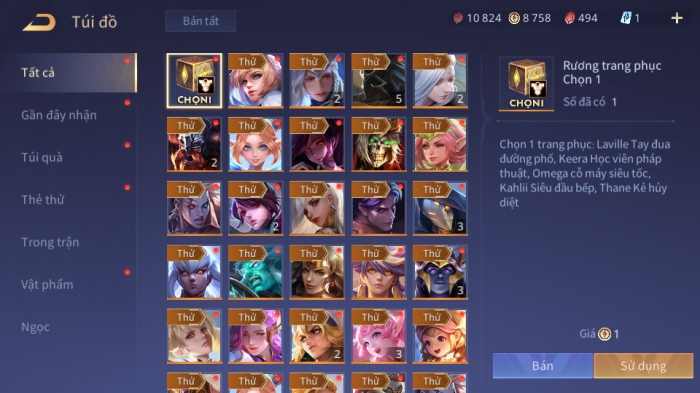 Túi đồ
Bán tất
10 824
8 758
494
1
Tất cả
Gần đây nhận
Túi quà
Thẻ thử
Trong trận
Vật phẩm
Ngọc
CHỌN1
Thử
Thử
2
Thử
5
Thử
2
Thử
2
Thử
Thử
Thử
Thử
Thử
Thử
2
Thử
Thử
Thử
3
Thử
Thử
Thử
Thử
Thử
3
Thử
Thử
Thử
2
Thử
3
Thử
Thử
Thử
Thử
Thử
Thử
CHỌN1
Rương trang phục
Chọn 1
Số đã có 1
Chọn 1 trang phục: Laville Tay đua
đường phố, Keera Học viên pháp
thuật, Omega cỗ máy siêu tốc,
Kahlii Siêu đầu bếp, Thane Kẻ hủy
diệt
Giá 1
Bán
Sử dụng